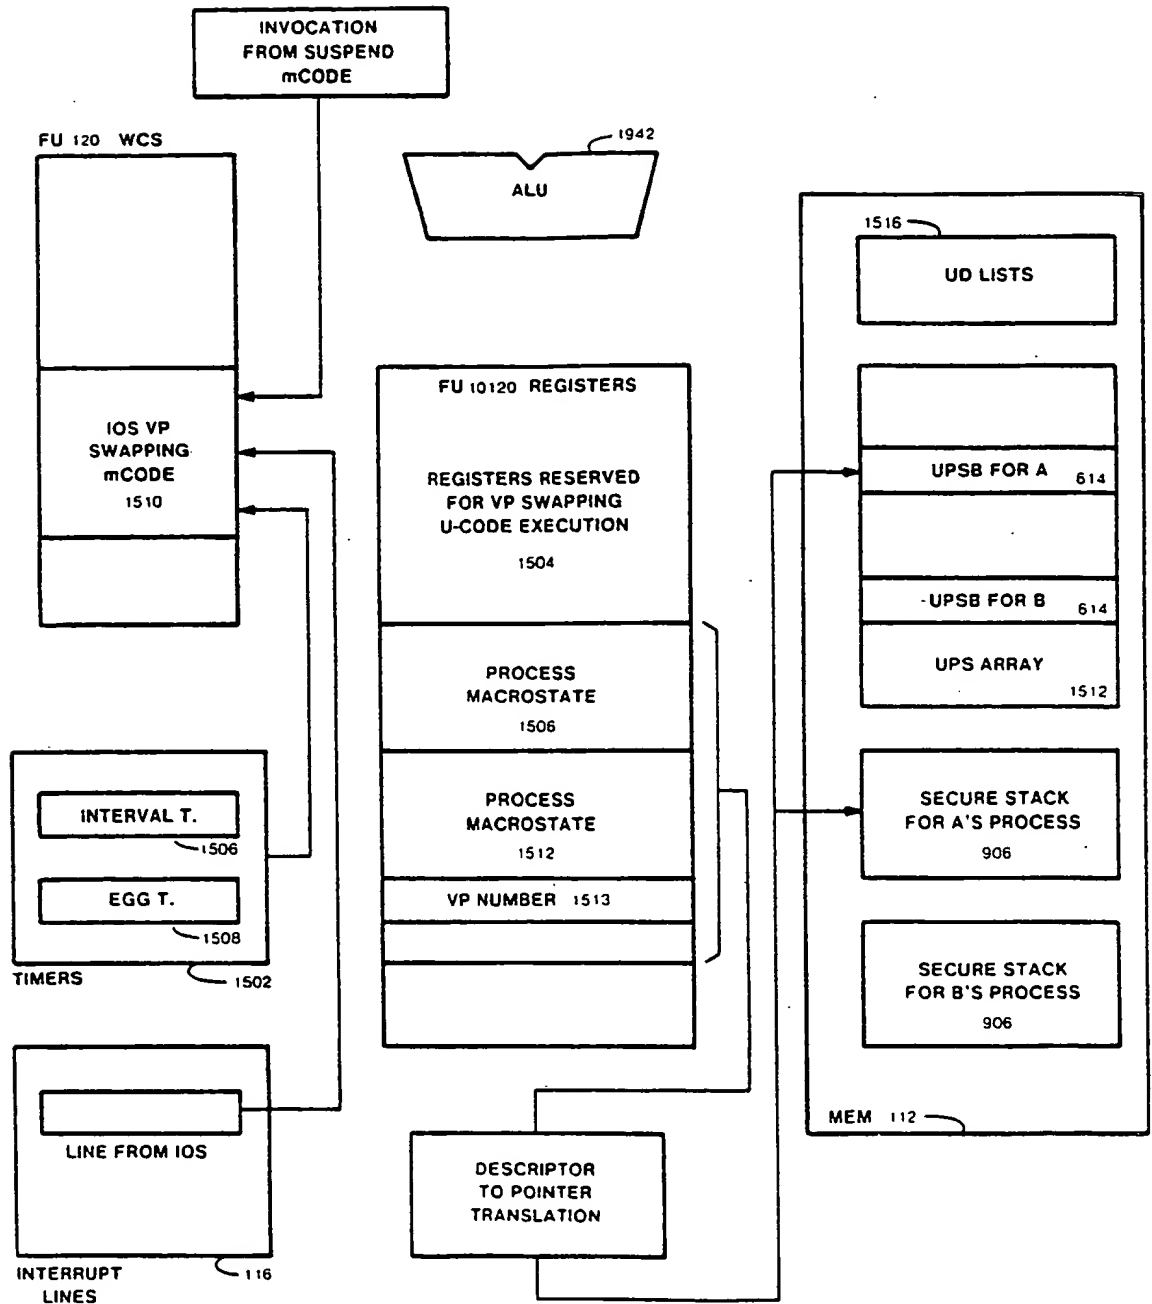 INVOCATION
FROM SUSPEND
mCODE
FU 120 WCS
IOS VP
SWAPPING
mCODE
1510
1942
ALU
FU 10120 REGISTERS
REGISTERS RESERVED
FOR VP SWAPPING
U-CODE EXECUTION
1504
PROCESS
MACROSTATE
1506
PROCESS
MACROSTATE
1512
VP NUMBER 1513
1516
UD LISTS
UPSB FOR A
614
UPSB FOR B
614
UPS ARRAY
1512
SECURE STACK
FOR A'S PROCESS
906
SECURE STACK
FOR B'S PROCESS
906
MEM 112
INTERVAL T.
1506
EGG T.
1508
TIMERS
1502
LINE FROM IOS
INTERRUPT
LINES
116
DESCRIPTOR
TO POINTER
TRANSLATION